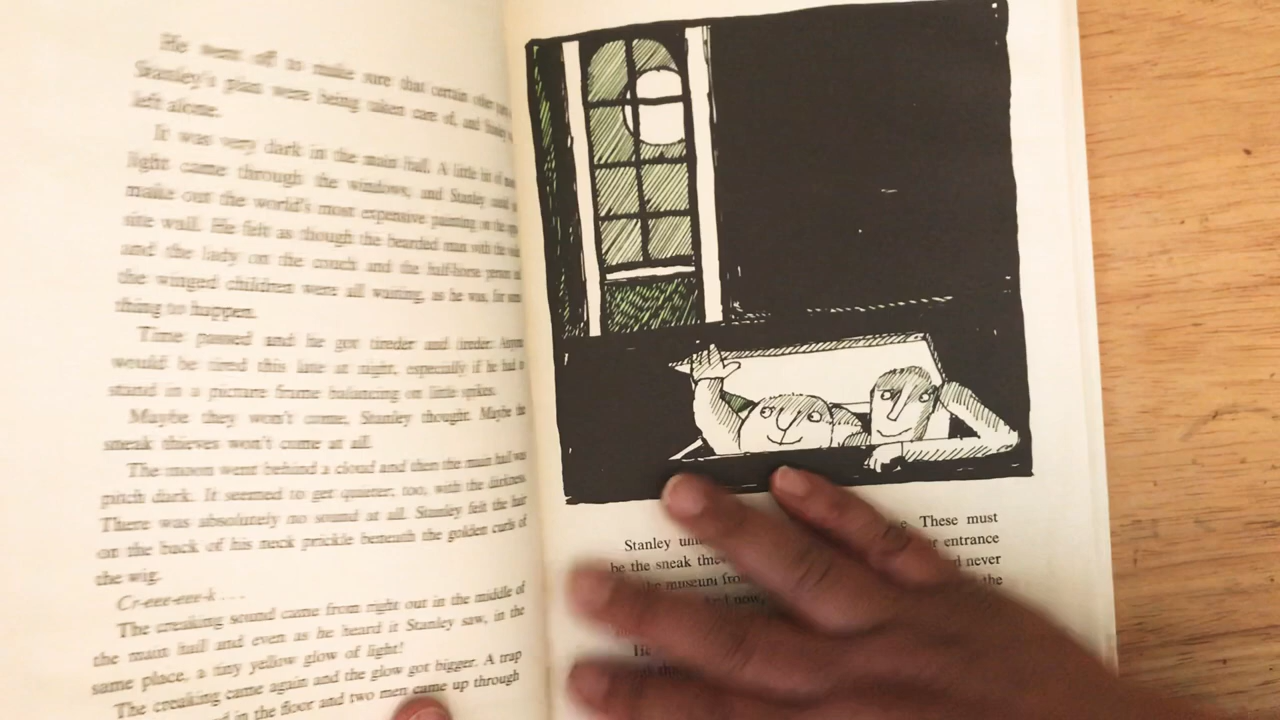 He went off to make sure that certain other
Stanley's plan were being taken care of, and Stanley
left alone.
It was very dark in the main hall. A little bit of
light came through the windows, and Stanley could
make out the world's most expensive painting on the
site wall. He felt as though the bearded man with the
and the lady on the couch and the half-horse person
the winged children were all waiting, as he was, for
thing to happen.
Time passed and he got tireder and tireder.
would be tired this late at night, especially if he had to
stand in a picture frame balancing on little spikes.
Maybe they won't come, Stanley thought. Maybe the
sneak thieves won't come at all.
The moon went behind a cloud and then the main hall was
pitch dark. It seemed to get quieter, too, with the darkness.
There was absolutely no sound at all. Stanley felt the hair
on the back of his neck prickle beneath the golden curls of
the wig.
Cr-eee-eee-k...
The creaking sound came from right out in the middle of
the main hall and even as he heard it Stanley saw, in the
same place, a tiny yellow glow of light!
The creaking came again and the glow got bigger. A trap
in the floor and two men came up through
Stanley These must
be the sneak entrance
museum never
And now, the